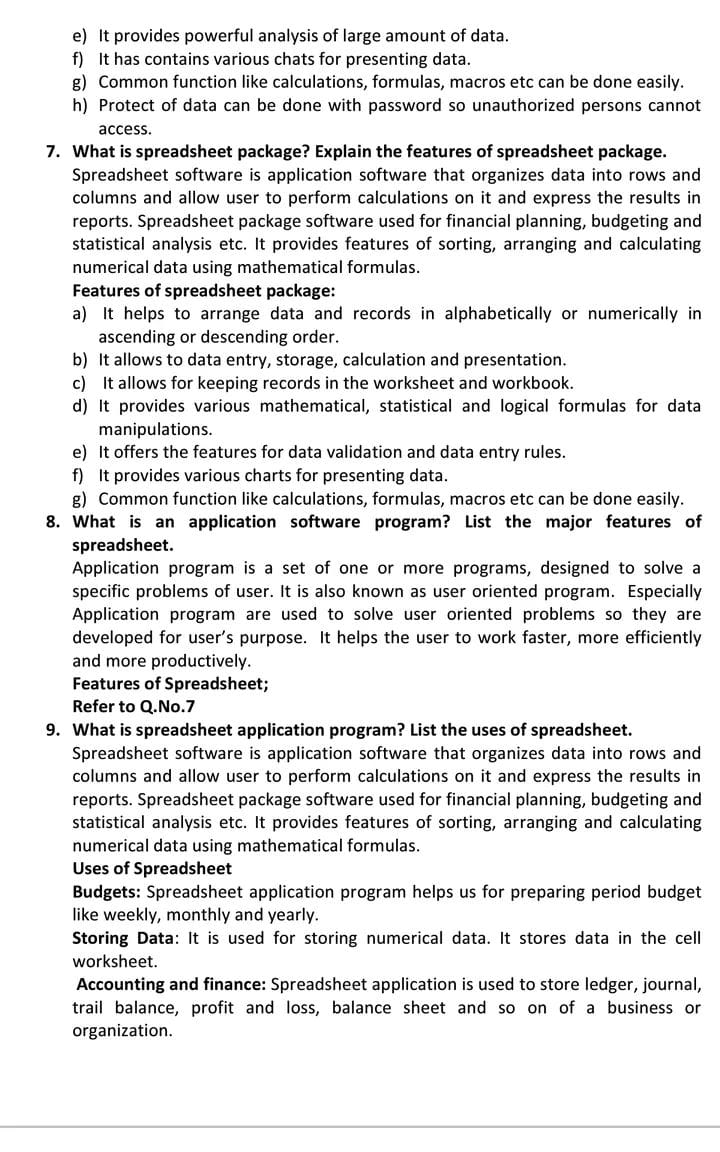 e) It provides powerful analysis of large amount of data.
f) It has contains various chats for presenting data.
g) Common function like calculations, formulas, macros etc can be done easily.
h) Protect of data can be done with password so unauthorized persons cannot
access.
7. What is spreadsheet package? Explain the features of spreadsheet package.
Spreadsheet software is application software that organizes data into rows and
columns and allow user to perform calculations on it and express the results in
reports. Spreadsheet package software used for financial planning, budgeting and
statistical analysis etc. It provides features of sorting, arranging and calculating
numerical data using mathematical formulas.
Features of spreadsheet package:
a) It helps to arrange data and records in alphabetically or numerically in
ascending or descending order.
b) It allows to data entry, storage, calculation and presentation.
c) It allows for keeping records in the worksheet and workbook.
d) It provides various mathematical, statistical and logical formulas for data
manipulations.
e) It offers the features for data validation and data entry rules.
f) It provides various charts for presenting data.
g) Common function like calculations, formulas, macros etc can be done easily.
8. What is an application software program? List the major features of
spreadsheet.
Application program is a set of one or more programs, designed to solve a
specific problems of user. It is also known as user oriented program. Especially
Application program are used to solve user oriented problems so they are
developed for user's purpose. It helps the user to work faster, more efficiently
and more productively.
Features of Spreadsheet;
Refer to Q.No.7
9. What is spreadsheet application program? List the uses of spreadsheet.
Spreadsheet software is application software that organizes data into rows and
columns and allow user to perform calculations on it and express the results in
reports. Spreadsheet package software used for financial planning, budgeting and
statistical analysis etc. It provides features of sorting, arranging and calculating
numerical data using mathematical formulas.
Uses of Spreadsheet
Budgets: Spreadsheet application program helps us for preparing period budget
like weekly, monthly and yearly.
Storing Data: It is used for storing numerical data. It stores data in the cell
worksheet.
Accounting and finance: Spreadsheet application is used to store ledger, journal,
trail balance, profit and loss, balance sheet and so on of a business or
organization.